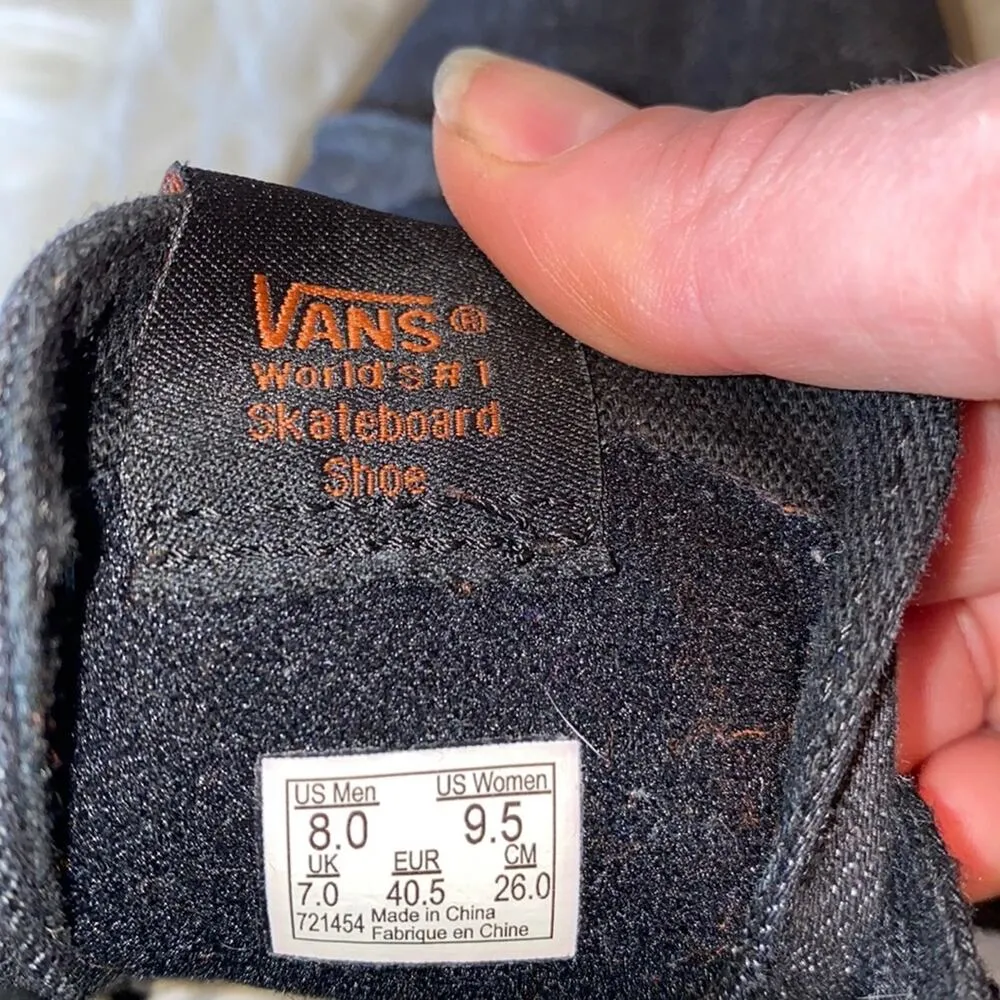 VANS®
World's #1
Skateboard
Shoe
US Men US Women
8.0 9.5
UK EUR CM
7.0 40.5 26.0
721454 Made in China
Fabrique en Chine